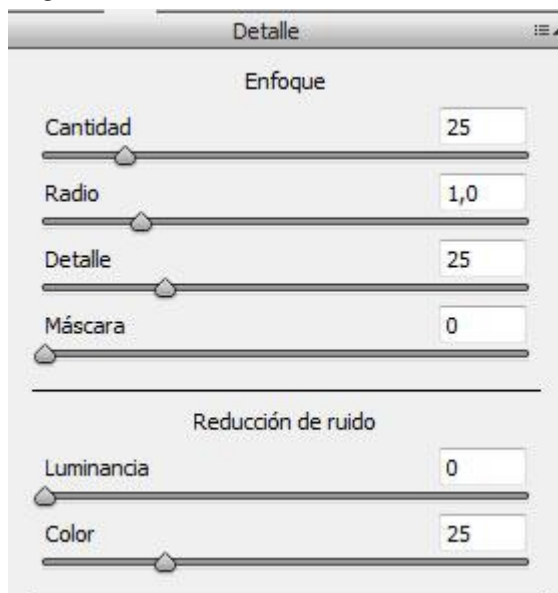 Detalle
Enfoque
Cantidad 25
Radio 1,0
Detalle 25
Máscara 0
Reducción de ruido
Luminancia 0
Color 25